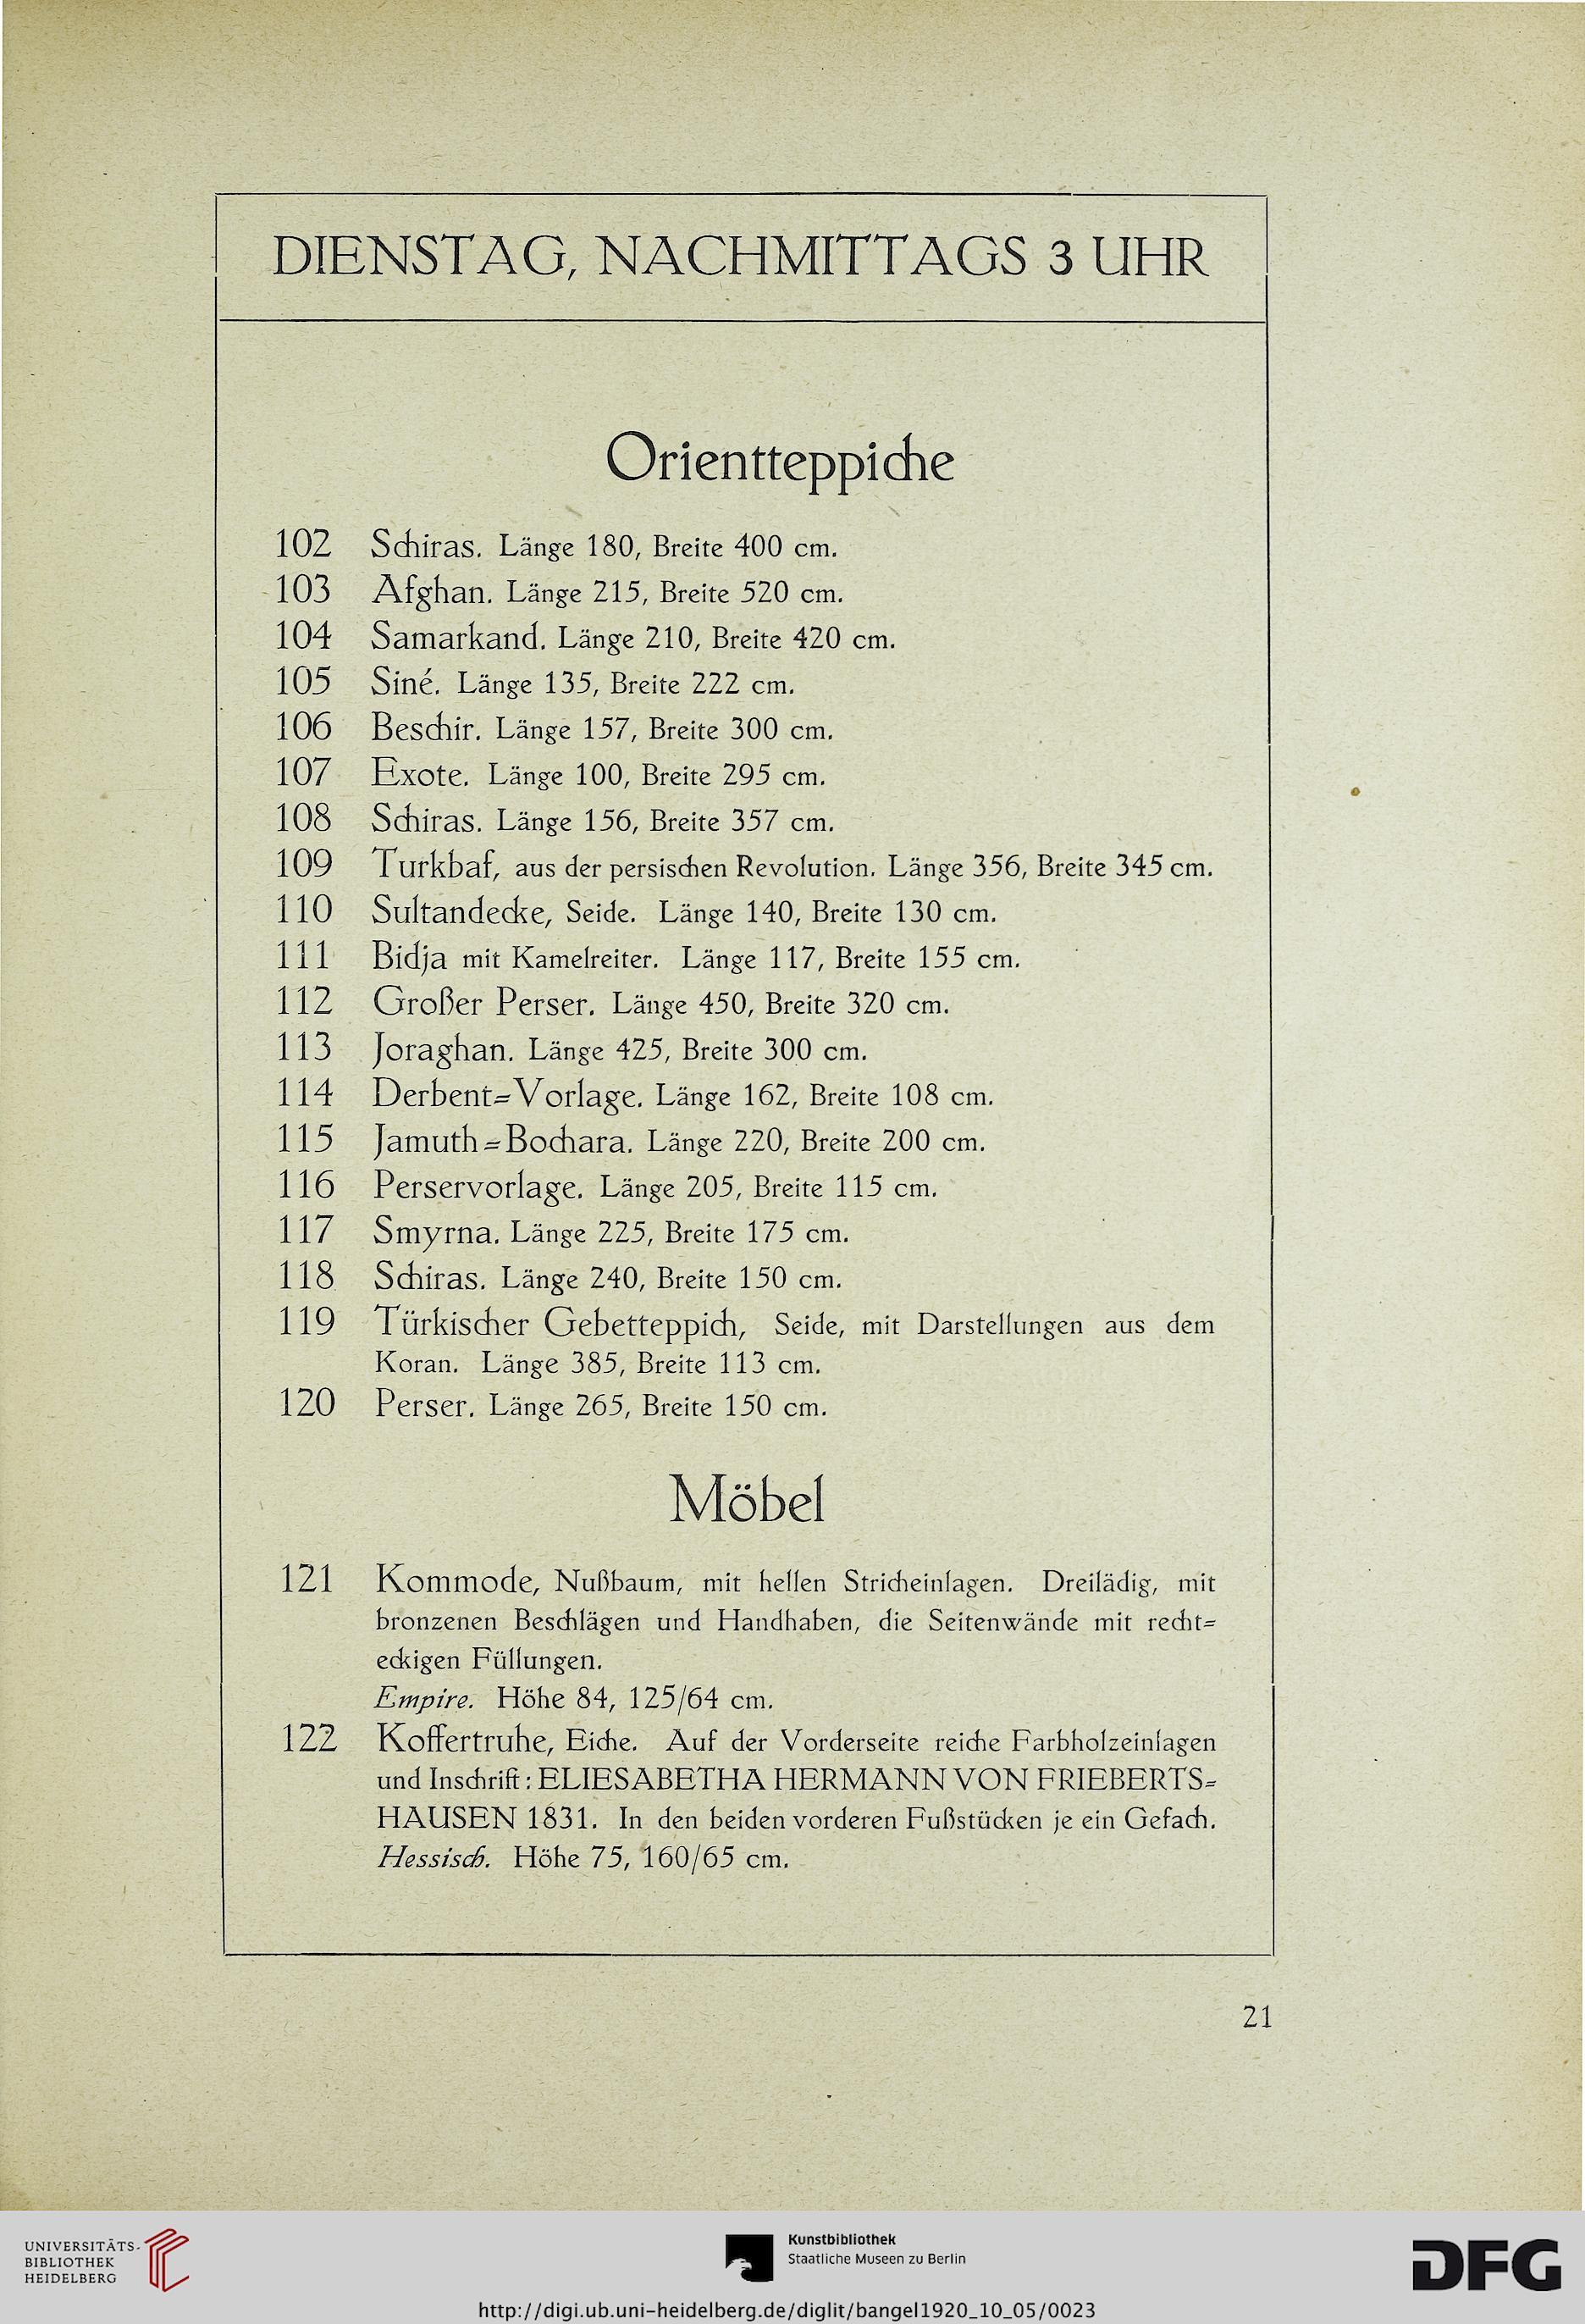 DIENSTAG, NACHMITTAGS 3 UHR
Orientteppiche
102 Schiras. Länge 180, Breite 400 cm.
103 Afghan. Länge 215, Breite 520 cm.
104 Samarkand. Länge 210, Breite 420 cm.
105 Siné. Länge 135, Breite 222 cm.
106 Beschir. Länge 157, Breite 300 cm.
107 Exote. Länge 100, Breite 295 cm.
108 Schiras. Länge 156, Breite 357 cm.
109 Turkbaf, aus der persischen Revolution. Länge 356, Breite 345 cm.
110 Sultandecke, Seide. Länge 140, Breite 130 cm.
111 Bidja mit Kamelreiter. Länge 117, Breite 155 cm.
112 Großer Perser. Länge 450, Breite 320 cm.
113 Joraghan. Länge 425, Breite 300 cm.
114 Derbent=Vorlage. Länge 162, Breite 108 cm.
115 Jamuth=Bochara. Länge 220, Breite 200 cm.
116 Perservorlage. Länge 205, Breite 115 cm.
117 Smyrna. Länge 225, Breite 175 cm.
118 Schiras. Länge 240, Breite 150 cm.
119 Türkischer Gebetteppich, Seide, mit Darstellungen aus dem
Koran. Länge 385, Breite 113 cm.
120 Perser. Länge 265, Breite 150 cm.
Möbel
121 Kommode, Nußbaum, mit hellen Stricheinlagen. Dreilädig, mit
bronzenen Beschlägen und Handhaben, die Seitenwände mit recht=
eckigen Füllungen.
Empire. Höhe 84, 125/64 cm.
122 Koffertruhe, Eiche. Auf der Vorderseite reiche Farbholzeinlagen
und Inschrift: ELIESABETHA HERMANN VON FRIEBERTS=
HAUSEN 1831. In den beiden vorderen Fußstücken je ein Gefach.
Hessisch. Höhe 75, 160/65 cm.
21
UNIVERSITÄTS-
BIBLIOTHEK
HEIDELBERG
Kunstbibliothek
Staatliche Museen zu Berlin
DFG
http://digi.ub.uni-heidelberg.de/diglit/bangel1920_10_05/0023